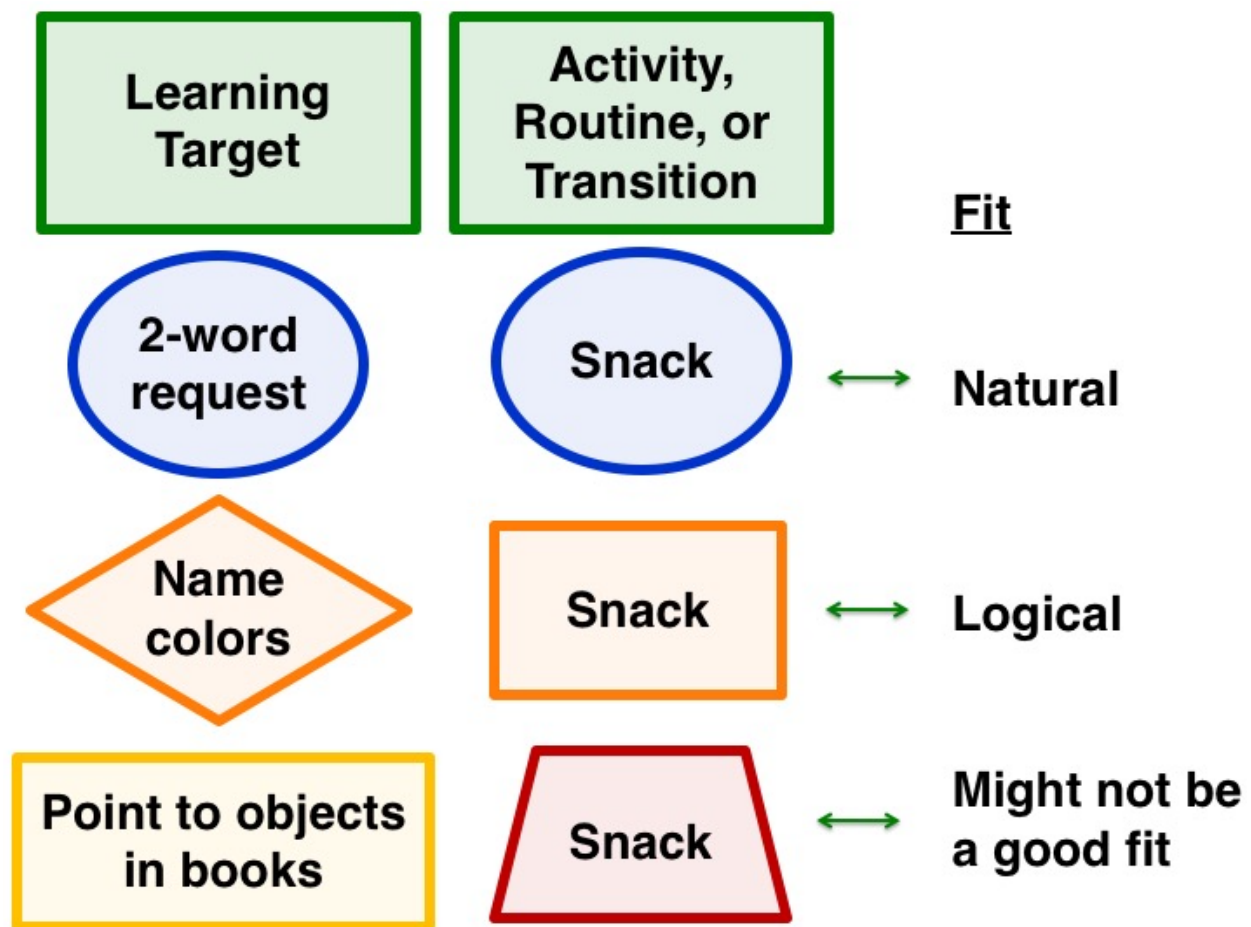 Learning
Target
Activity,
Routine, or
Transition
Fit
2-word
request
Snack
Natural
Name
colors
Snack
Logical
Point to objects
in books
Snack
Might not be
a good fit